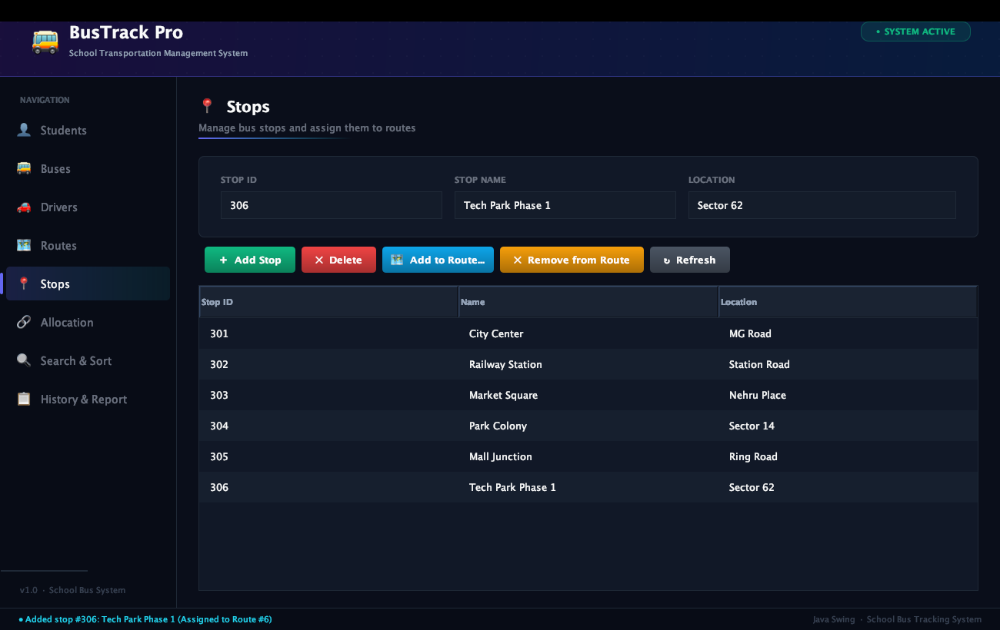 BusTrack Pro
School Transportation Management System
• SYSTEM ACTIVE
NAVIGATION
Students
Buses
Drivers
Routes
Stops
Allocation
Search & Sort
History & Report
v1.0 · School Bus System
Stops
Manage bus stops and assign them to routes
STOP ID STOP NAME LOCATION
306 Tech Park Phase 1 Sector 62
+ Add Stop ✕ Delete Add to Route... ✕ Remove from Route ↻ Refresh
Stop ID Name Location
301 City Center MG Road
302 Railway Station Station Road
303 Market Square Nehru Place
304 Park Colony Sector 14
305 Mall Junction Ring Road
306 Tech Park Phase 1 Sector 62
• Added stop #306: Tech Park Phase 1 (Assigned to Route #6)
Java Swing · School Bus Tracking System